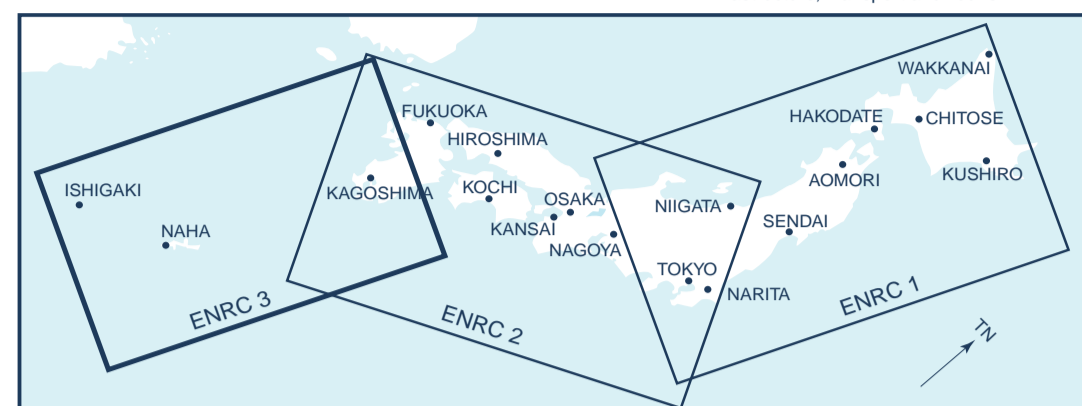 WAKKANAI
FUKUOKA
HAKODATE
CHITOSE
HIROSHIMA
KUSHIRO
AOMORI
ISHIGAKI
KAGOSHIMA
KOCHI
OSAKA
NIIGATA
SENDAI
KANSAI
NAHA
NAGOYA
TOKYO
NARITA
ENRC 3
ENRC 2
ENRC 1
TN